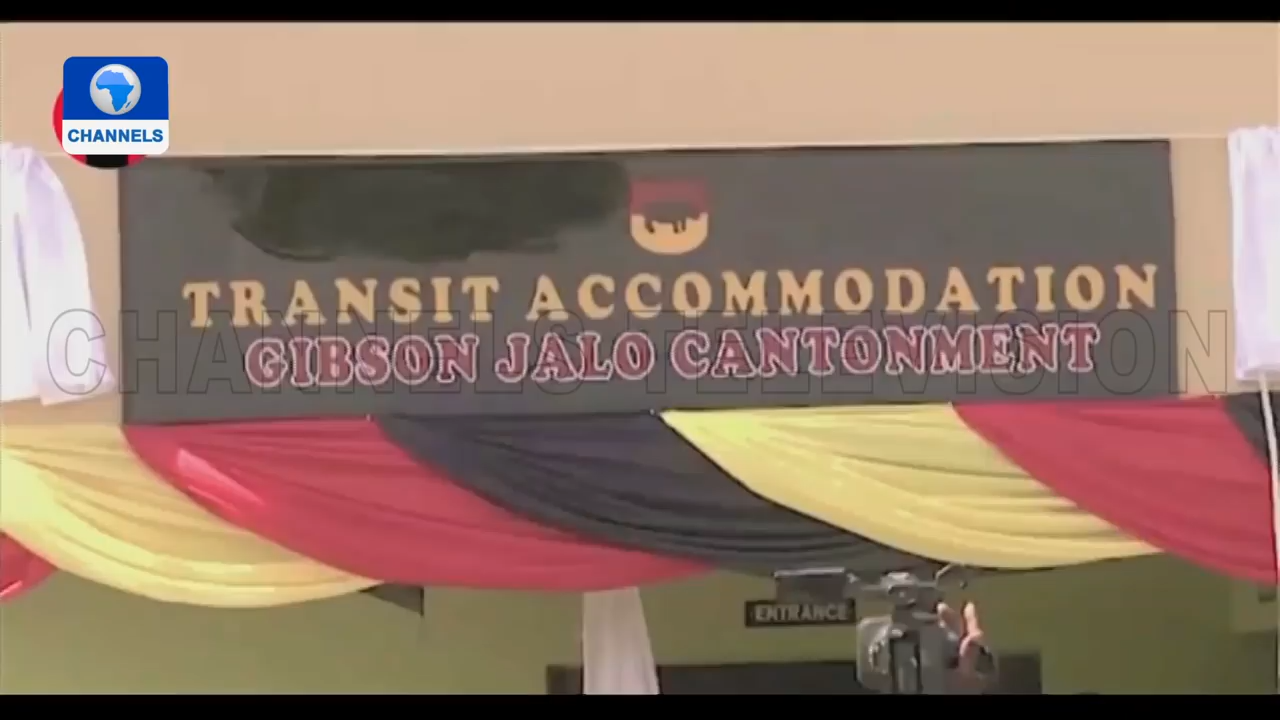 CHANNELS
TRANSIT ACCOMMODATION
GIBSON JALO CANTONMENT
CHANNELS TELEVISION
ENTRANCE